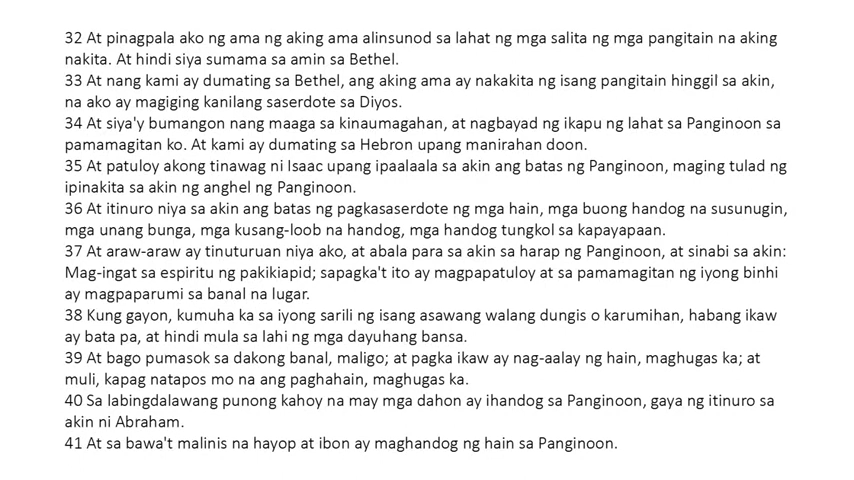 32 At pinagpala ako ng ama ng aking ama alinsunod sa lahat ng mga salita ng mga pangitain na aking
nakita. At hindi siya sumama sa amin sa Bethel.
33 At nang kami ay dumating sa Bethel, ang aking ama ay nakakita ng isang pangitain hinggil sa akin,
na ako ay magiging kanilang saserdote sa Diyos.
34 At siya'y bumangon nang maaga sa kinaumagahan, at nagbayad ng ikapu ng lahat sa Panginoon sa
pamamagitan ko. At kami ay dumating sa Hebron upang manirahan doon.
35 At patuloy akong tinawag ni Isaac upang ipaalaala sa akin ang batas ng Panginoon, maging tulad ng
ipinakita sa akin ng anghel ng Panginoon.
36 At itinuro niya sa akin ang batas ng pagkasaserdote ng mga hain, mga buong handog na susunugin,
mga unang bunga, mga kusang-loob na handog, mga handog tungkol sa kapayapaan.
37 At araw-araw ay tinuturuan niya ako, at abala para sa akin sa harap ng Panginoon, at sinabi sa akin:
Mag-ingat sa espiritu ng pakikiapid; sapagka't ito ay magpapatuloy at sa pamamagitan ng iyong binhi
ay magpaparumi sa banal na lugar.
38 Kung gayon, kumuha ka sa iyong sarili ng isang asawang walang dungis o karumihan, habang ikaw
ay bata pa, at hindi mula sa lahi ng mga dayuhang bansa.
39 At bago pumasok sa dakong banal, maligo; at pagka ikaw ay nag-aalay ng hain, maghugas ka; at
muli, kapag natapos mo na ang paghahain, maghugas ka.
40 Sa labingdalawang punong kahoy na may mga dahon ay ihandog sa Panginoon, gaya ng itinuro sa
akin ni Abraham.
41 At sa bawa't malinis na hayop at ibon ay maghandog ng hain sa Panginoon.